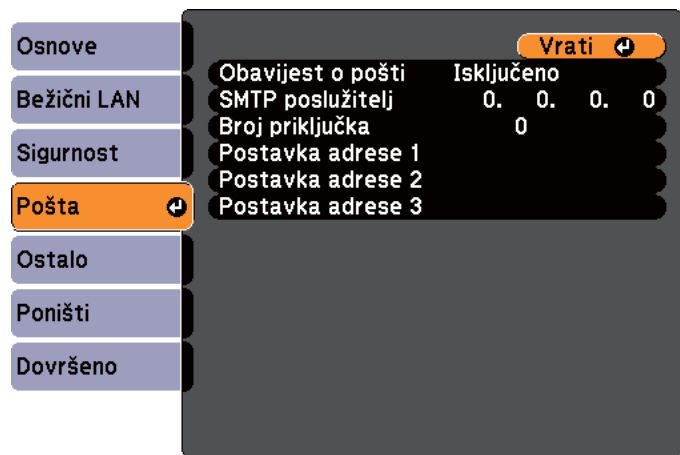 Osnove
Bežični LAN
Sigurnost
Pošta
Ostalo
Poništi
Dovršeno
Vrati
Obavijest o pošti Isključeno
SMTP poslužitelj 0. 0. 0. 0
Broj priključka 0
Postavka adrese 1
Postavka adrese 2
Postavka adrese 3